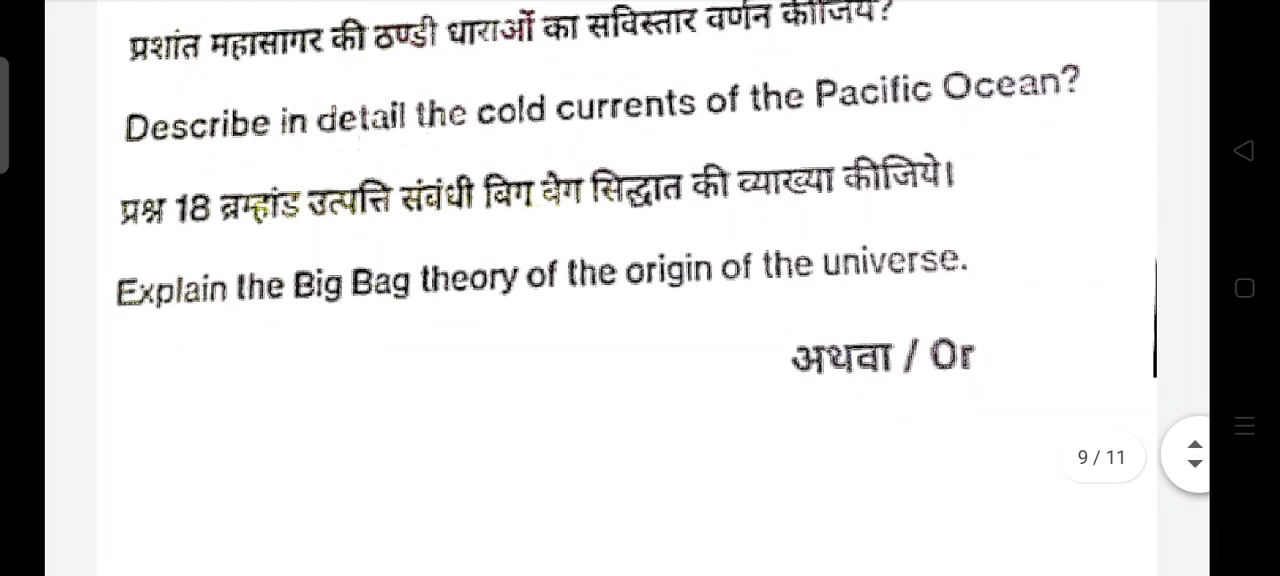 प्रशांत महासागर की ठण्डी धाराओं का सविस्तार वर्णन कीजिये?
Describe in detail the cold currents of the Pacific Ocean?
प्रश्न 18 ब्रम्हांड उत्पत्ति संबंधी बिग बैग सिद्धात की व्याख्या कीजिये।
Explain the Big Bag theory of the origin of the universe.
अथवा / Or
9 / 11